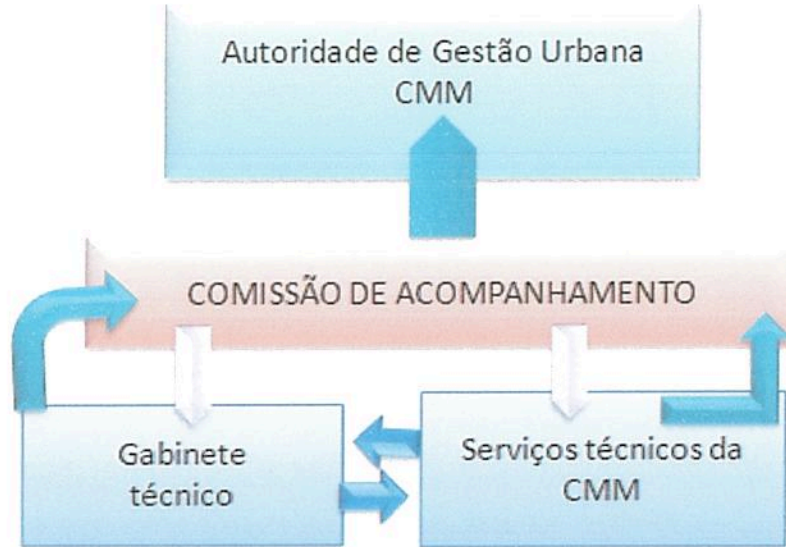 Autoridade de Gestão Urbana
CMM
COMISSÃO DE ACOMPANHAMENTO
Gabinete
técnico
Serviços técnicos da
CMM